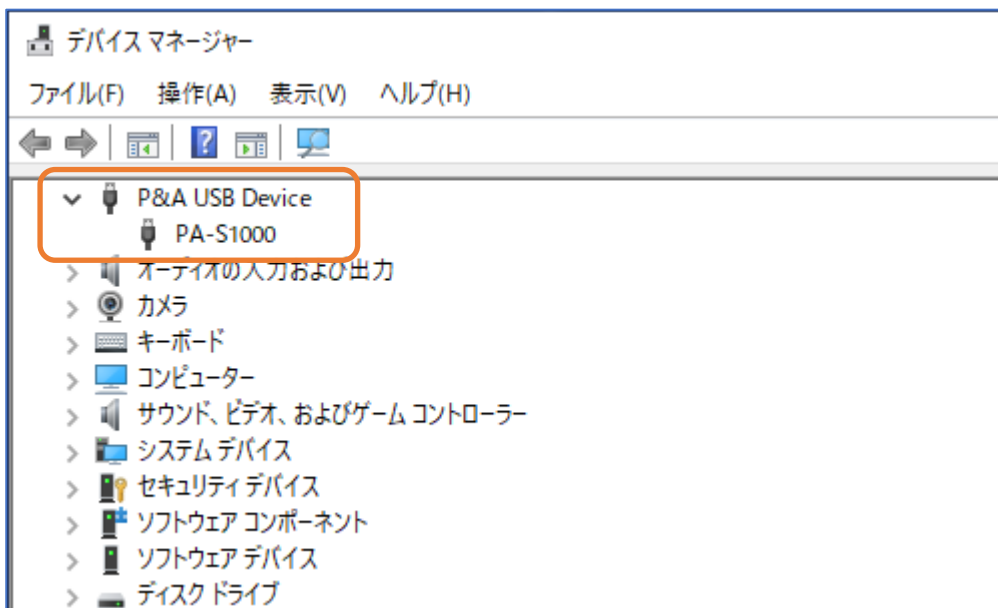 デバイス マネージャー
ファイル(F) 操作(A) 表示(V) ヘルプ(H)
P&A USB Device
PA-S1000
オーディオの入力および出力
カメラ
キーボード
コンピューター
サウンド、ビデオ、およびゲーム コントローラー
システム デバイス
セキュリティ デバイス
ソフトウェア コンポーネント
ソフトウェア デバイス
ディスク ドライブ